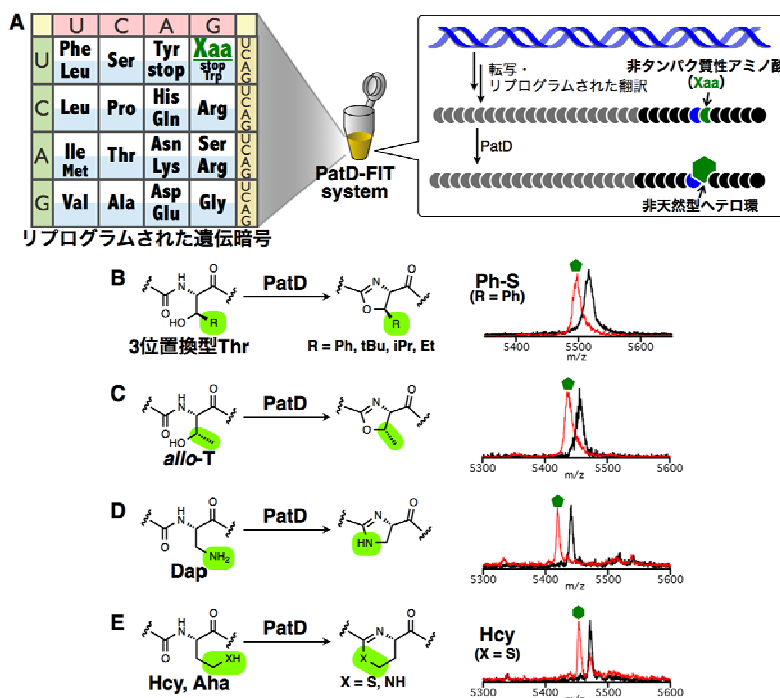 A
U C A G
U Phe Leu Ser Tyr stop Xaa stop Trp U C A G
C Leu Pro His Gln Arg U C A G
A Ile Met Thr Asn Lys Ser Arg U C A G
G Val Ala Asp Glu Gly U C A G
リプログラムされた遺伝暗号
PatD-FIT
system
転写・
リプログラムされた翻訳
非タンパク質性アミノ酸
(Xaa)
PatD
非天然型ヘテロ環
B
O H N O HO R
PatD
N O O R
3位置換型Thr
R = Ph, tBu, iPr, Et
Ph-S
(R = Ph)
5400 5500 5600
m/z
C
O H N O HO
PatD
N O O
allo-T
5300 5400 5500 5600
m/z
D
O H N O NH2
PatD
N O HN
Dap
5300 5400 5500 5600
m/z
E
O H N O XH
PatD
N O X
Hcy, Aha
X = S, NH
Hcy
(X = S)
5300 5400 5500 5600
m/z